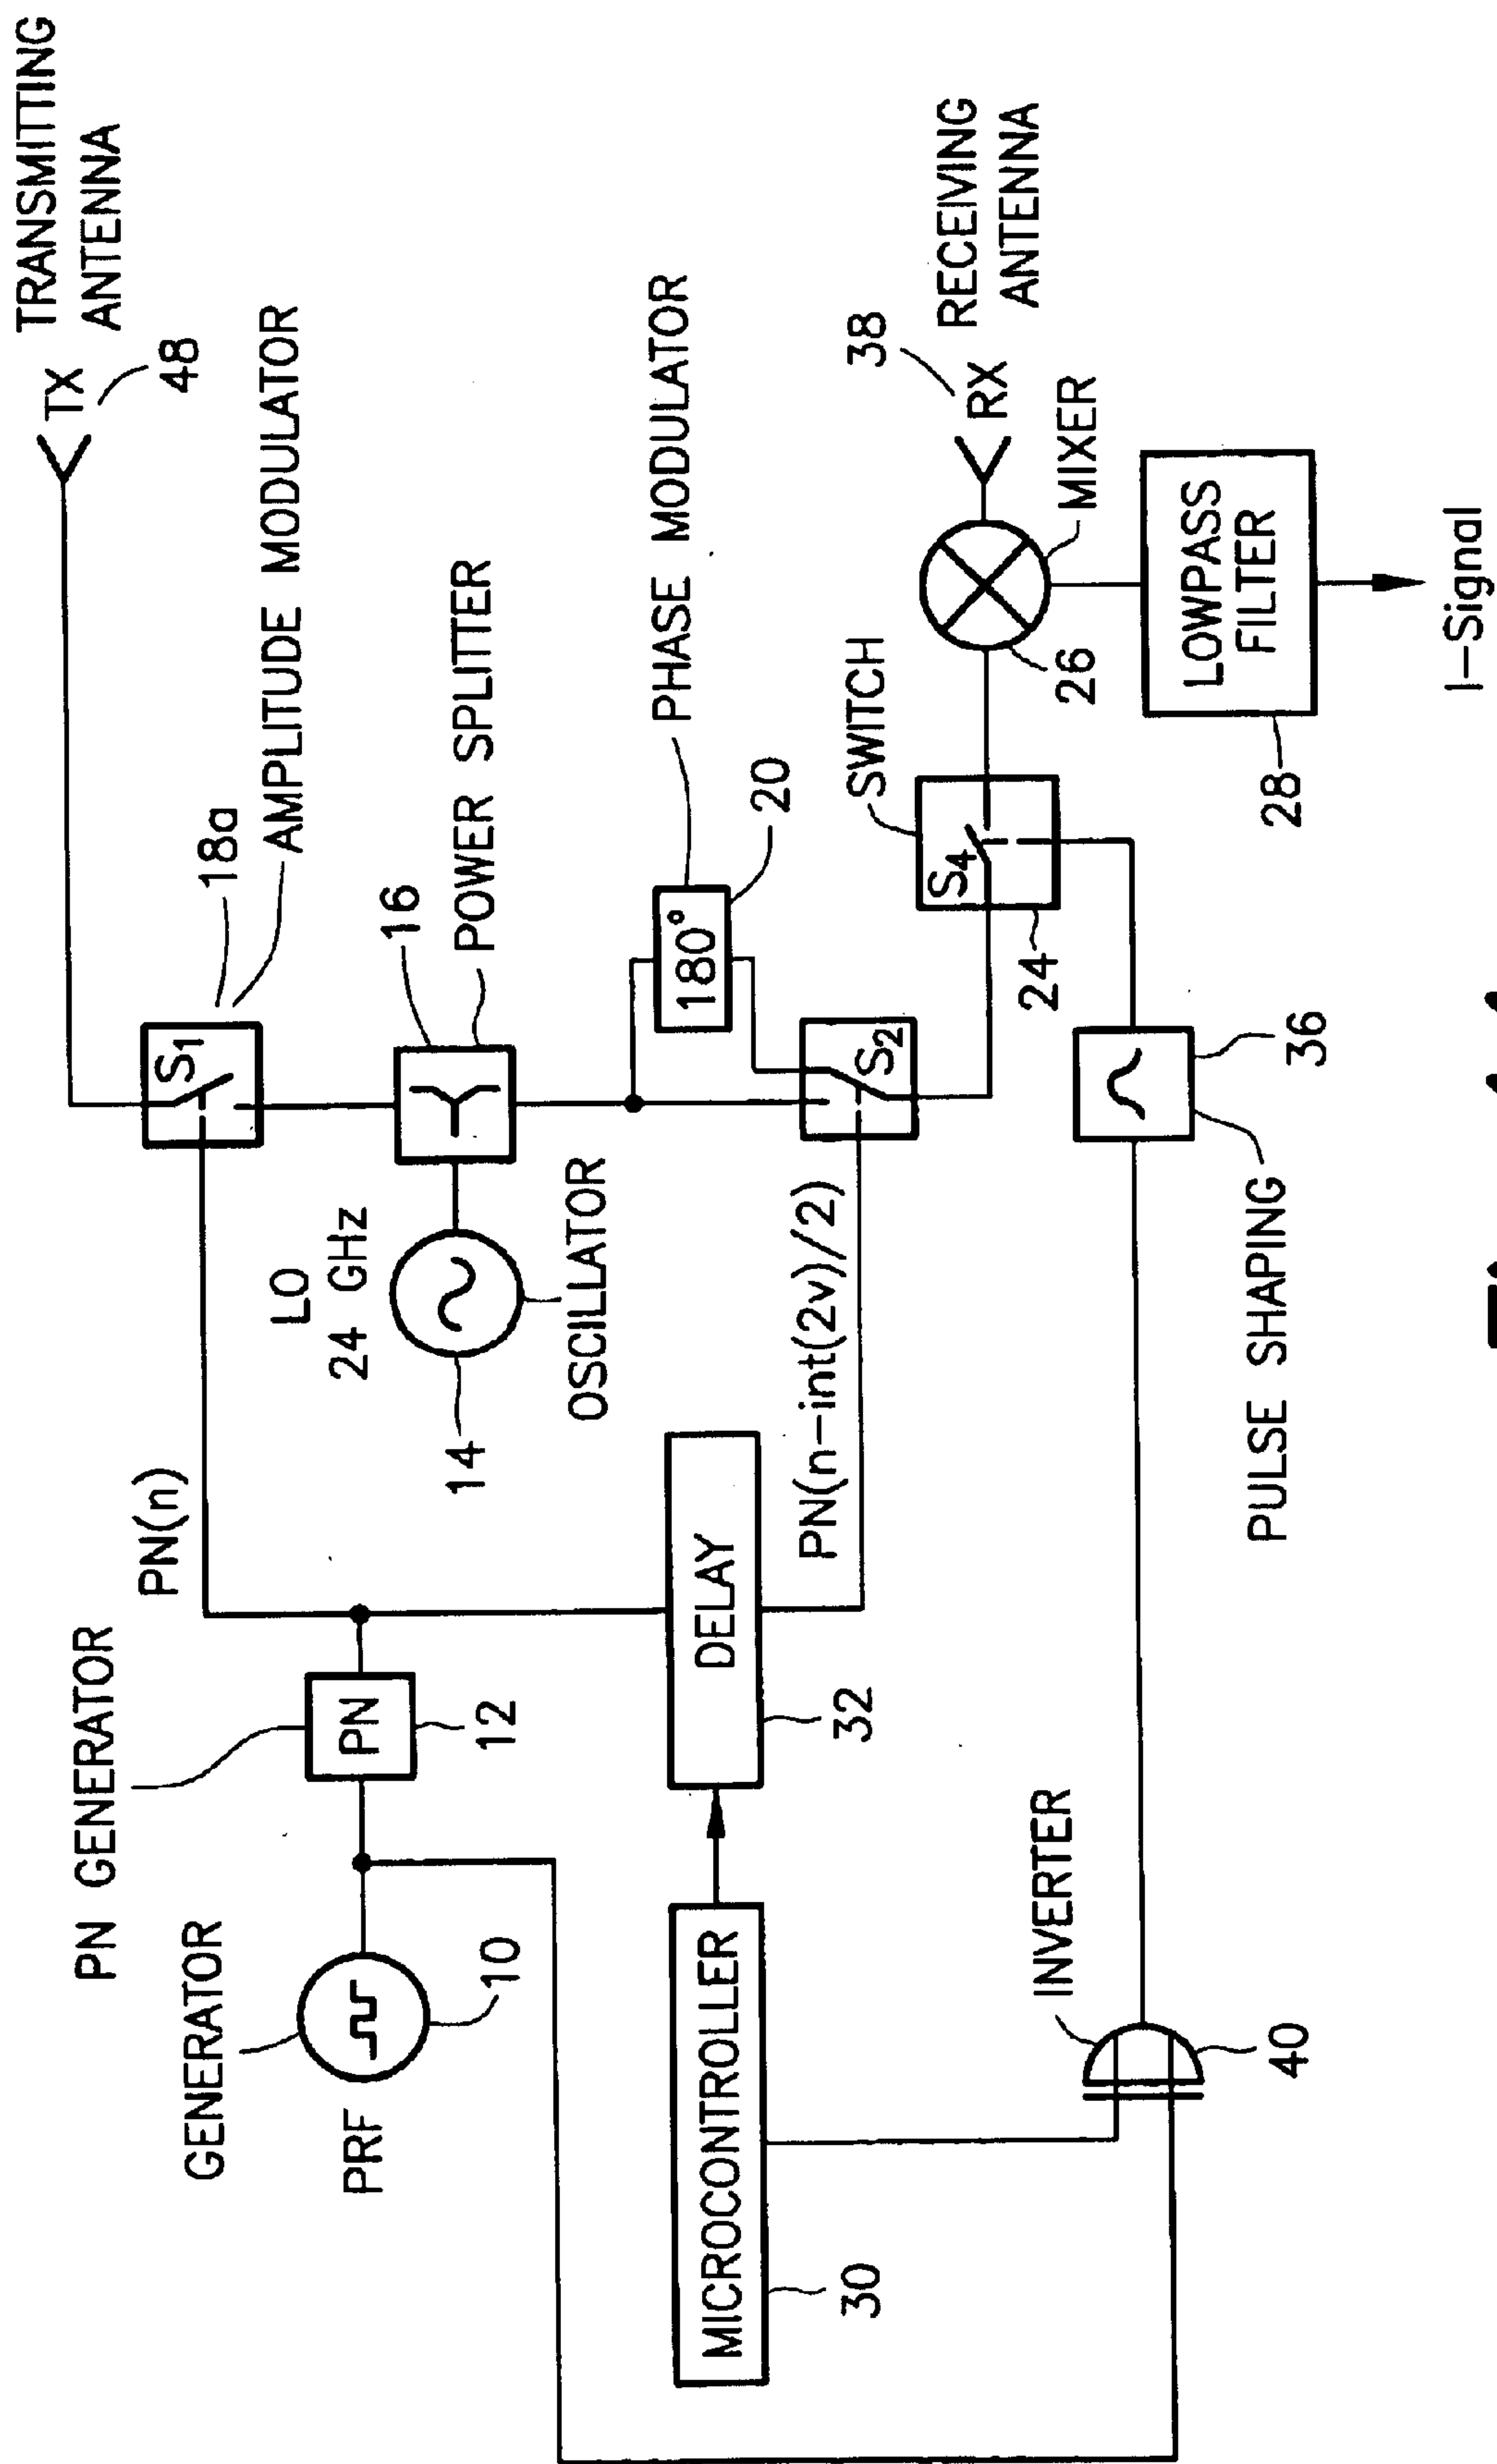 TRANSMITTING
ANTENNA
TX
48
18a
AMPLITUDE MODULATOR
S1
16
POWER SPLITTER
LO
24 GHz
14
OSCILLATOR
PN(n)
PN GENERATOR
PN
12
GENERATOR
10
PRF
PHASE MODULATOR
180°
20
S2
PN(n-int(2v)/2)
DELAY
32
MICROCONTROLLER
30
RECEIVING
ANTENNA
38
RX
MIXER
26
SWITCH
S4
24
LOWPASS
FILTER
28
I-Signal
36
PULSE SHAPING
INVERTER
40